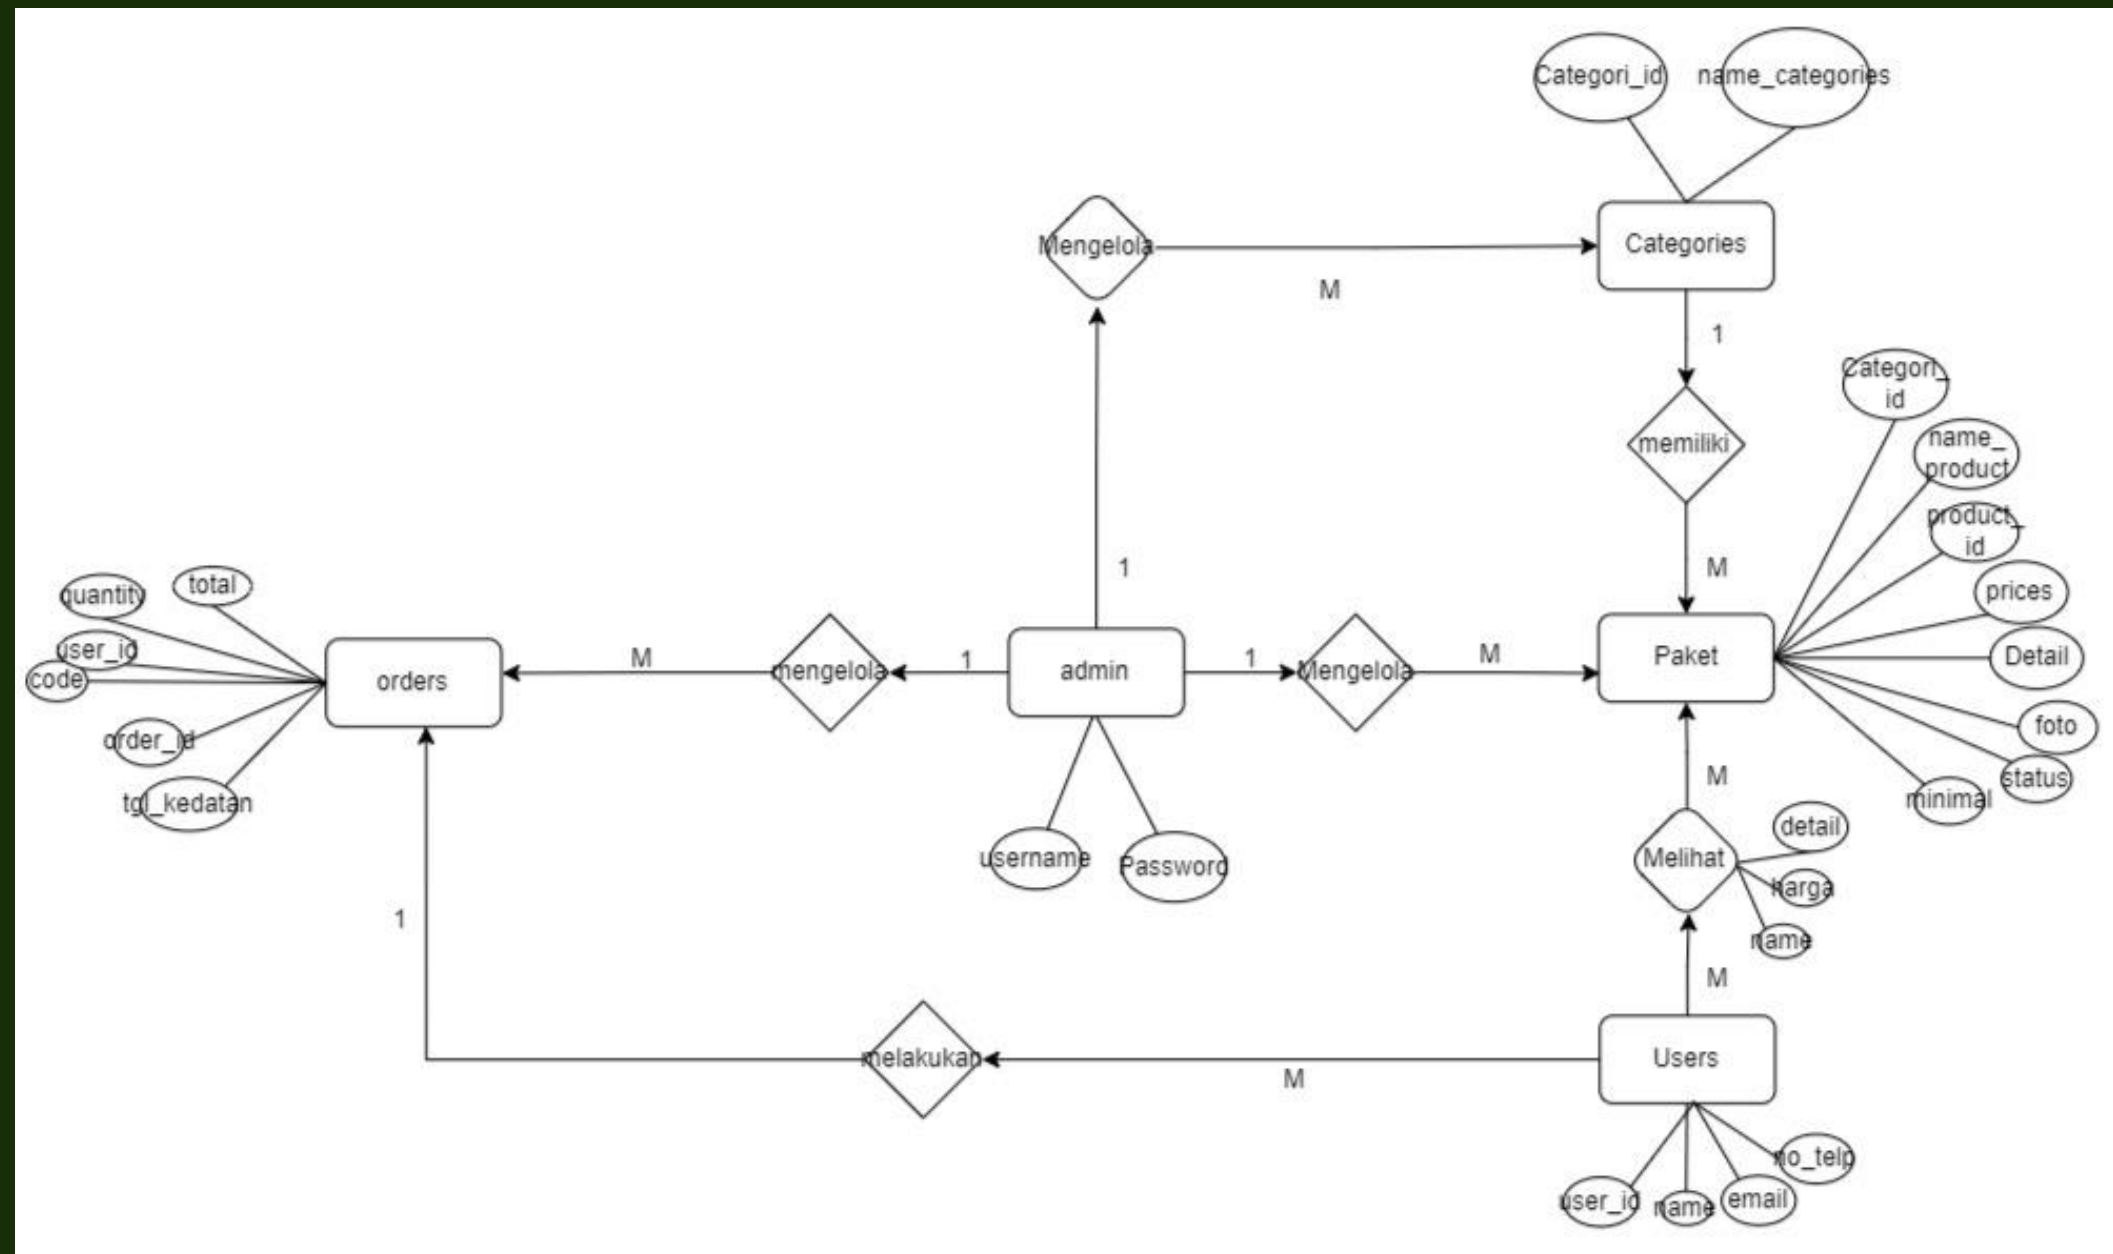 Categori_id
name_categories
Mengelola
M
Categories
1
memiliki
M
Categori_
id
name_
product
product_
id
prices
Detail
foto
status
minimal
Paket
1
quantity
total
user_id
code
order_id
tgl_kedatan
orders
M
mengelola
1
admin
1
Mengelola
M
username
Password
M
Melihat
detail
harga
name
M
1
melakukan
M
Users
user_id
name
email
no_telp